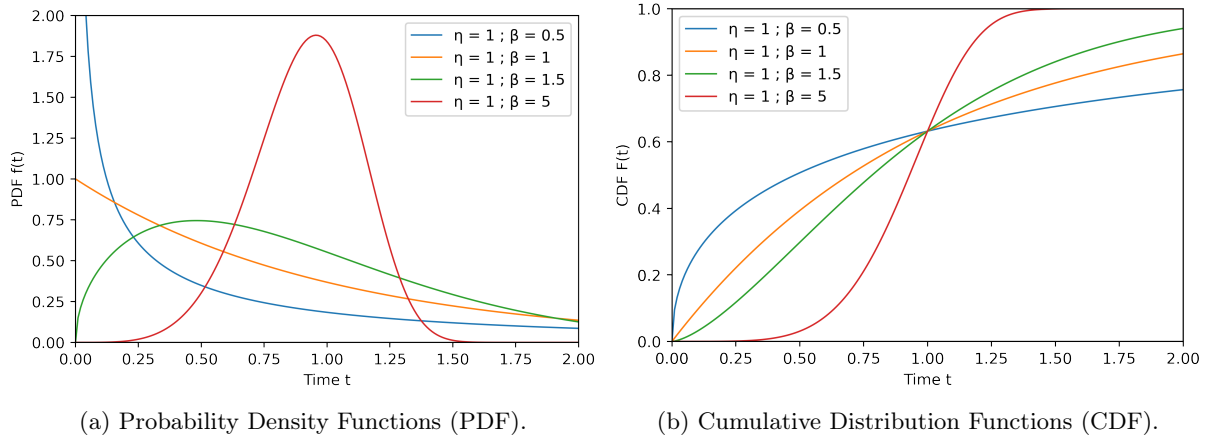 2.00
1.75
1.50
1.25
1.00
0.75
0.50
0.25
0.00
PDF f(t)
0.00 0.25 0.50 0.75 1.00 1.25 1.50 1.75 2.00
Time t
η = 1 ; β = 0.5
η = 1 ; β = 1
η = 1 ; β = 1.5
η = 1 ; β = 5
(a) Probability Density Functions (PDF).
1.0
0.8
0.6
0.4
0.2
0.0
CDF F(t)
0.00 0.25 0.50 0.75 1.00 1.25 1.50 1.75 2.00
Time t
η = 1 ; β = 0.5
η = 1 ; β = 1
η = 1 ; β = 1.5
η = 1 ; β = 5
(b) Cumulative Distribution Functions (CDF).